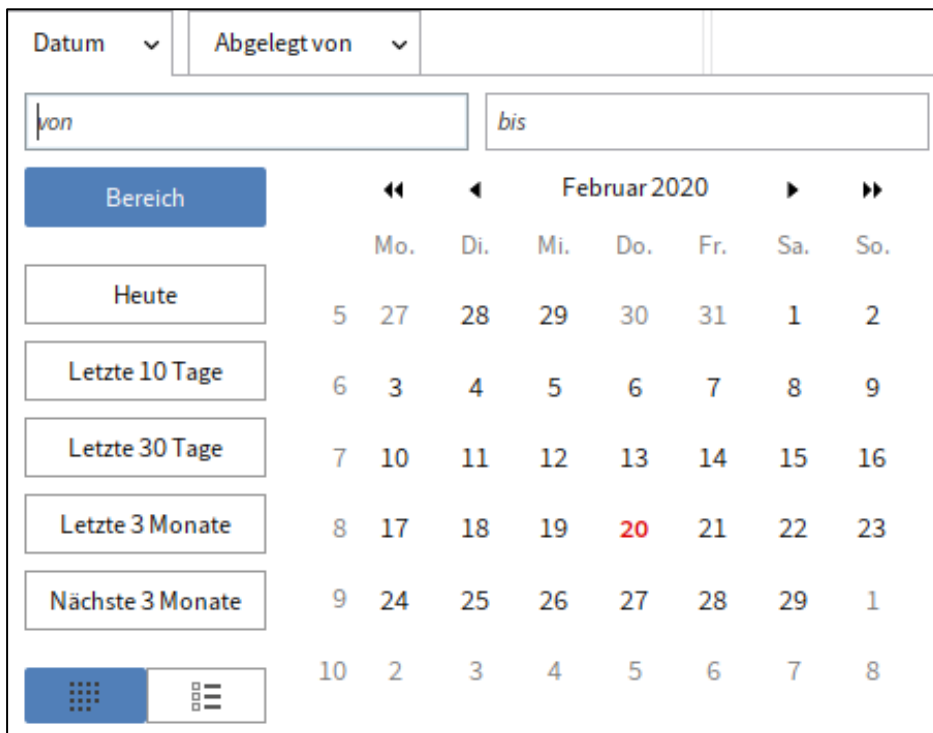 Datum Abgelegt von
von bis
Bereich Februar 2020
Mo. Di. Mi. Do. Fr. Sa. So.
Heute
5 27 28 29 30 31 1 2
Letzte 10 Tage
6 3 4 5 6 7 8 9
Letzte 30 Tage
7 10 11 12 13 14 15 16
Letzte 3 Monate
8 17 18 19 20 21 22 23
Nächste 3 Monate
9 24 25 26 27 28 29 1
10 2 3 4 5 6 7 8